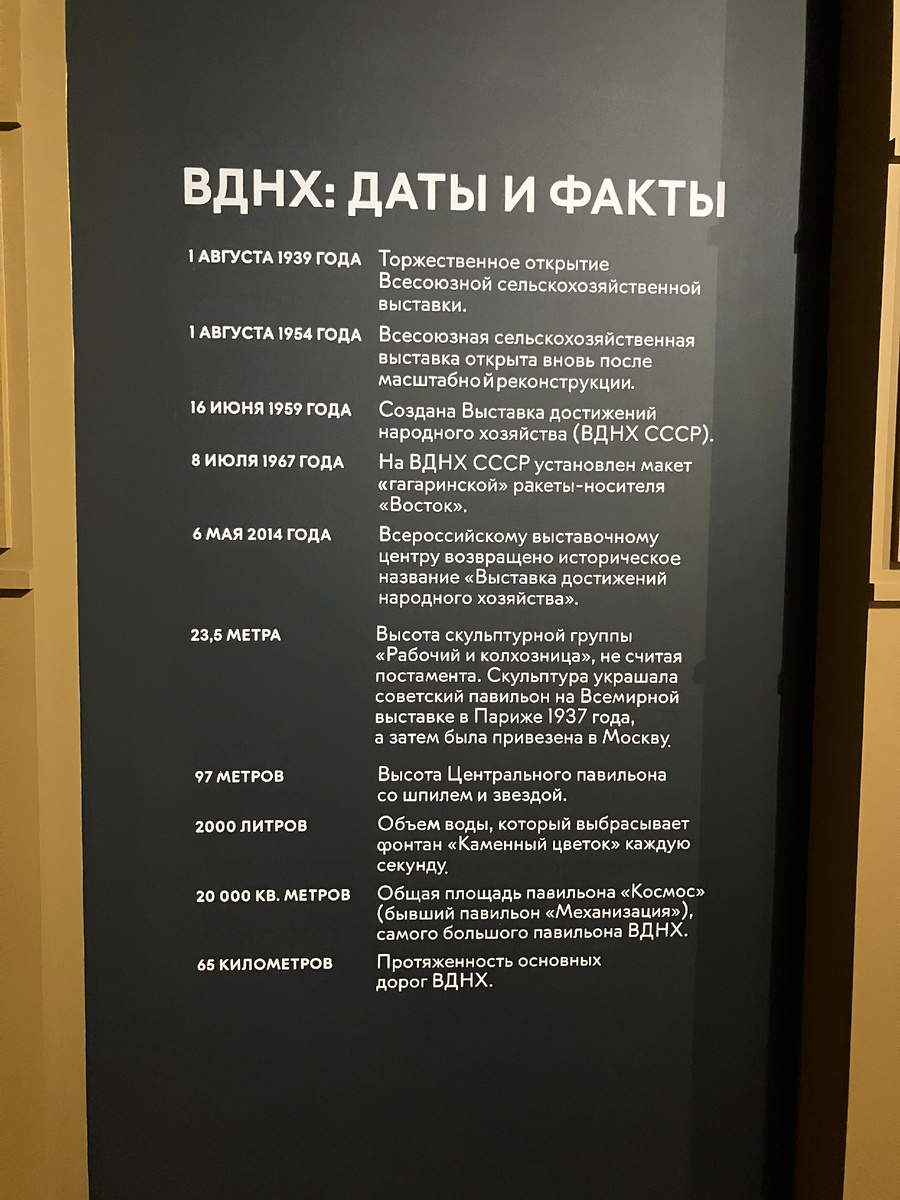 ВДНХ: ДАТЫ И ФАКТЫ
1 АВГУСТА 1939 ГОДА Торжественное открытие
Всесоюзной сельскохозяйственной
выставки.
1 АВГУСТА 1954 ГОДА Всесоюзная сельскохозяйственная
выставка открыта вновь после
масштабной реконструкции.
16 ИЮНЯ 1959 ГОДА Создана Выставка достижений
народного хозяйства (ВДНХ СССР).
8 ИЮЛЯ 1967 ГОДА На ВДНХ СССР установлен макет
«гагаринской» ракеты-носителя
«Восток».
6 МАЯ 2014 ГОДА Всероссийскому выставочному
центру возвращено историческое
название «Выставка достижений
народного хозяйства».
23,5 МЕТРА Высота скульптурной группы
«Рабочий и колхозница», не считая
постамента. Скульптура украшала
советский павильон на Всемирной
выставке в Париже 1937 года,
а затем была привезена в Москву.
97 МЕТРОВ Высота Центрального павильона
со шпилем и звездой.
2000 ЛИТРОВ Объем воды, который выбрасывает
фонтан «Каменный цветок» каждую
секунду.
20 000 КВ. МЕТРОВ Общая площадь павильона «Космос»
(бывший павильон «Механизация»),
самого большого павильона ВДНХ.
65 КИЛОМЕТРОВ Протяженность основных
дорог ВДНХ.